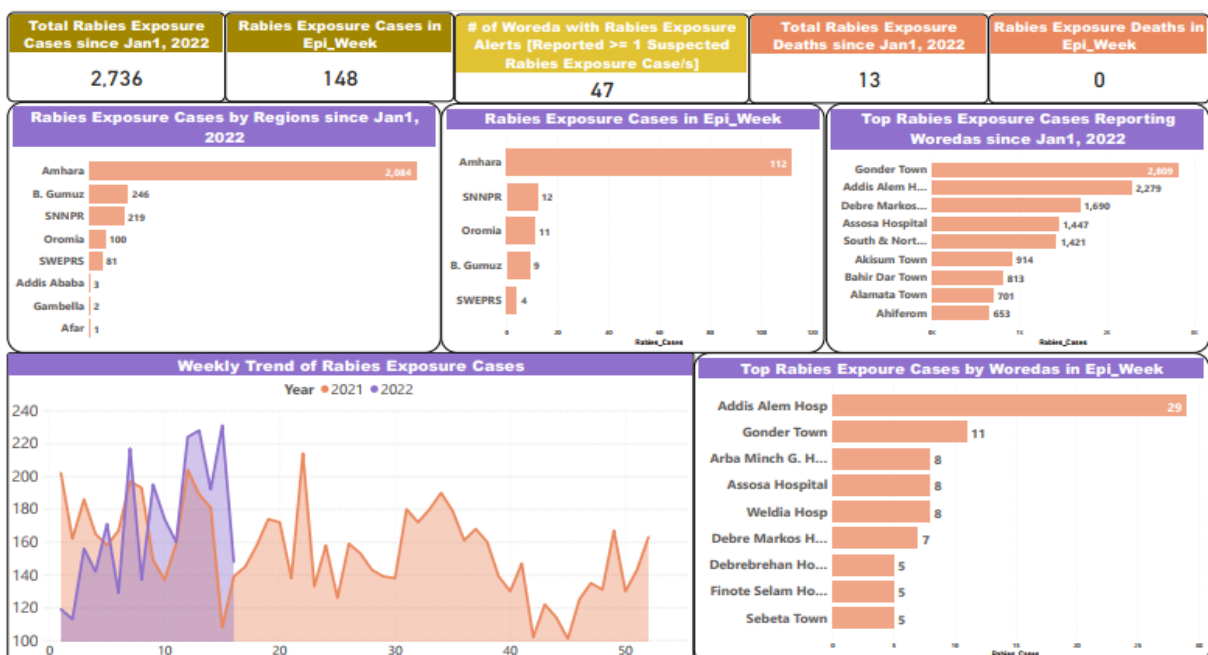 Total Rabies Exposure
Cases since Jan1, 2022
2,736
Rabies Exposure Cases in
Epi_Week
148
# of Woreda with Rabies Exposure
Alerts [Reported >= 1 Suspected
Rabies Exposure Case/s]
47
Total Rabies Exposure
Deaths since Jan1, 2022
13
Rabies Exposure Deaths in
Epi_Week
0
Rabies Exposure Cases by Regions since Jan1,
2022
Amhara 2,084
B. Gumuz 246
SNNPR 219
Oromia 100
SWEPRS 81
Addis Ababa 3
Gambella 2
Afar 1
Rabies Exposure Cases in Epi_Week
Amhara 112
SNNPR 12
Oromia 11
B. Gumuz 9
SWEPRS 4
0 20 40 60 80 100 120
Rabies_Cases
Top Rabies Exposure Cases Reporting
Woredas since Jan1, 2022
Gonder Town 2,809
Addis Alem H... 2,279
Debre Markos... 1,690
Assosa Hospital 1,447
South & Nort... 1,421
Akisum Town 914
Bahir Dar Town 813
Alamata Town 701
Ahiferom 653
0K 1K 2K 3K
Rabies_Cases
Weekly Trend of Rabies Exposure Cases
Year 2021 2022
240
220
200
180
160
140
120
100
0 10 20 30 40 50
Top Rabies Expoure Cases by Woredas in Epi_Week
Addis Alem Hosp 29
Gonder Town 11
Arba Minch G. H... 8
Assosa Hospital 8
Weldia Hosp 8
Debre Markos H... 7
Debrebrehan Ho... 5
Finote Selam Ho... 5
Sebeta Town 5
0 5 10 15 20 25 30
Rabies_Cases